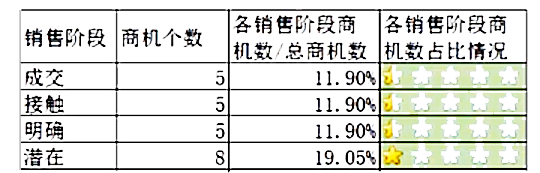 销售阶段 商机个数 各销售阶段商机数/总商机数 各销售阶段商机数占比情况
成交 5 11.90%
接触 5 11.90%
明确 5 11.90%
潜在 8 19.05%